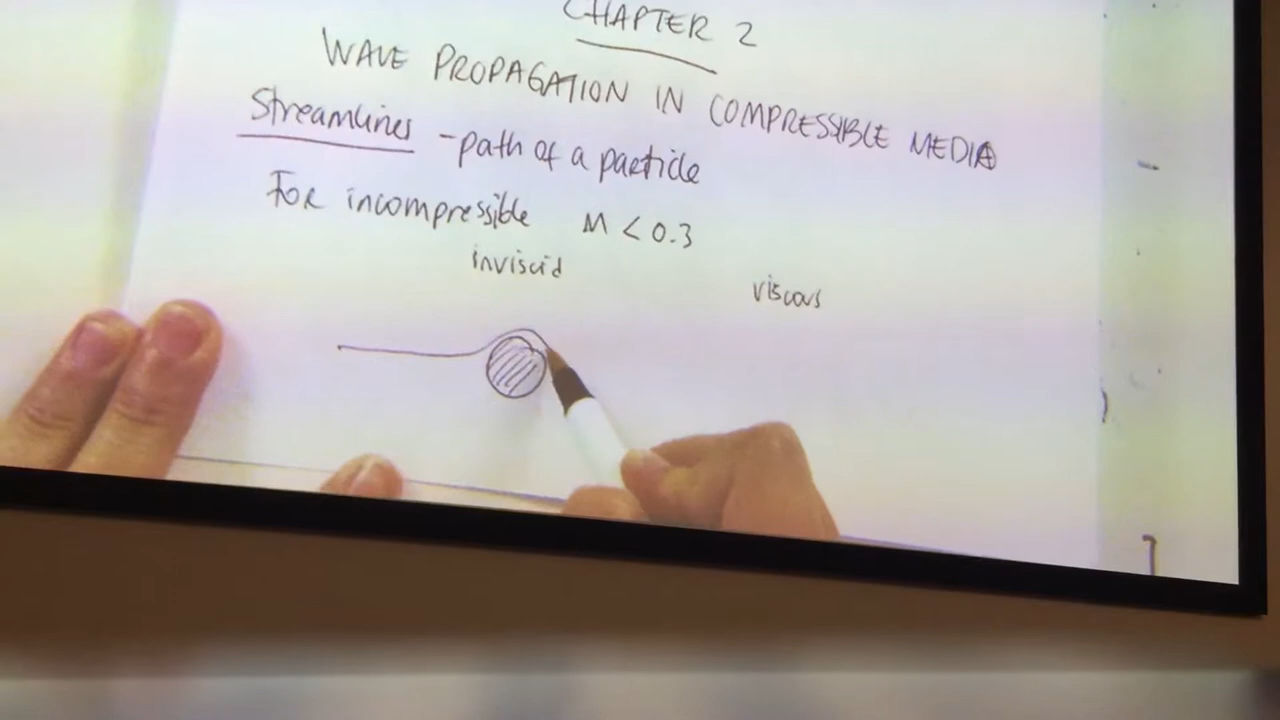 CHAPTER 2
WAVE PROPAGATION IN COMPRESSIBLE MEDIA
Streamlines - path of a particle
For incompressible M < 0.3
inviscid viscous